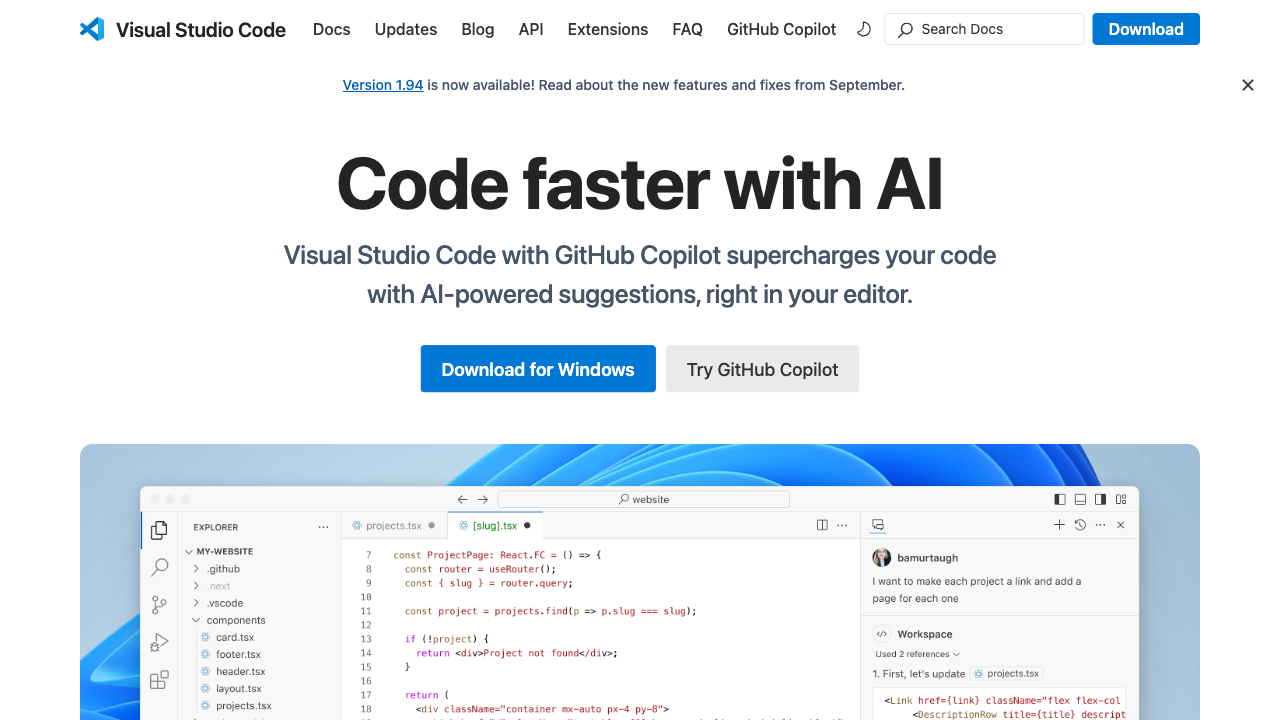 Visual Studio Code Docs Updates Blog API Extensions FAQ GitHub Copilot Search Docs Download
Version 1.94 is now available! Read about the new features and fixes from September.
Code faster with AI
Visual Studio Code with GitHub Copilot supercharges your code
with AI-powered suggestions, right in your editor.
Download for Windows Try GitHub Copilot
website
EXPLORER
MY-WEBSITE
.github
.next
.vscode
components
card.tsx
footer.tsx
header.tsx
layout.tsx
projects.tsx
projects.tsx [slug].tsx
7 const ProjectPage: React.FC = () => {
8 const router = useRouter();
9 const { slug } = router.query;
10
11 const project = projects.find(p => p.slug === slug);
12
13 if (!project) {
14 return <div>Project not found</div>;
15 }
16
17 return (
18 <div className="container mx-auto px-4 py-8">
bamurtaugh
I want to make each project a link and add a
page for each one
Workspace
Used 2 references
1. First, let's update projects.tsx
<Link href={link} className="flex flex-col
<DescriptionRow title={title} descript